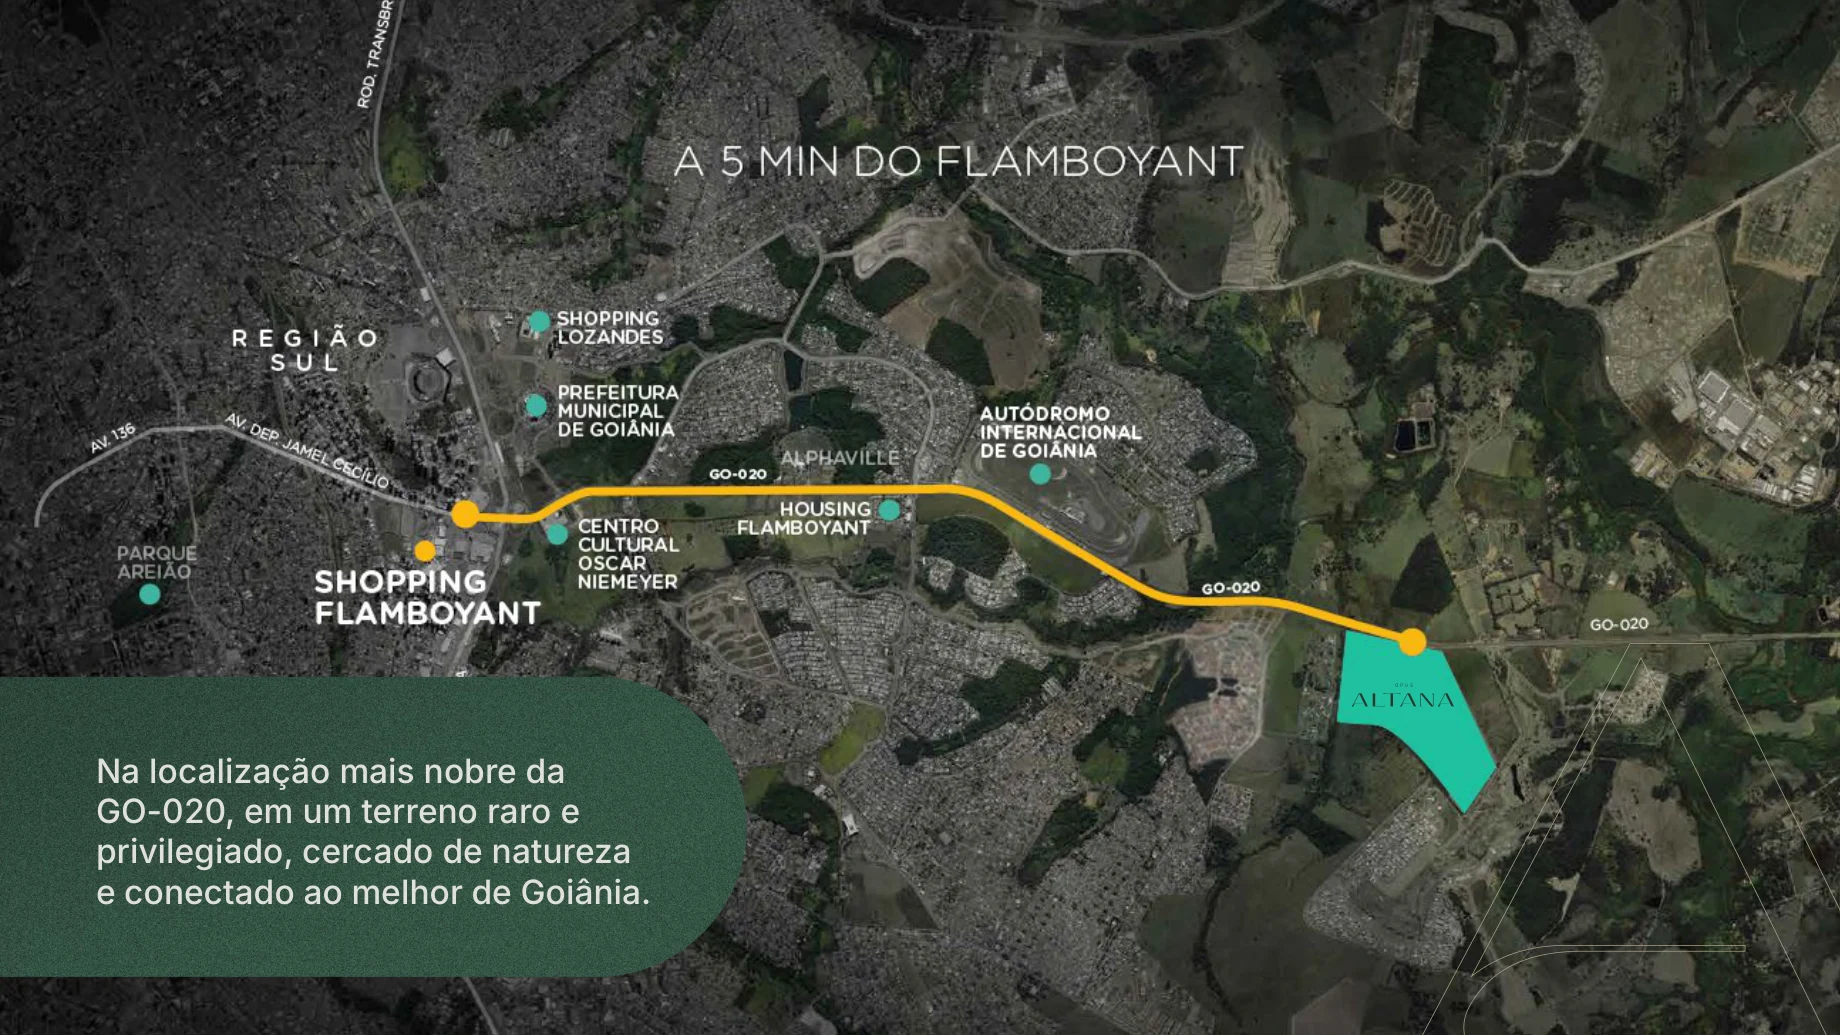 ROD. TRANSBR
A 5 MIN DO FLAMBOYANT
REGIÃO
SUL
SHOPPING
LOZANDES
PREFEITURA
MUNICIPAL
DE GOIÂNIA
AV. 136
AV. DEP. JAMEL CECÍLIO
GO-020
ALPHAVILLE
AUTÓDROMO
INTERNACIONAL
DE GOIÂNIA
HOUSING
FLAMBOYANT
CENTRO
CULTURAL
OSCAR
NIEMEYER
PARQUE
AREIÃO
SHOPPING
FLAMBOYANT
GO-020
GO-020
OPUS
ALTANA
Na localização mais nobre da
GO-020, em um terreno raro e
privilegiado, cercado de natureza
e conectado ao melhor de Goiânia.